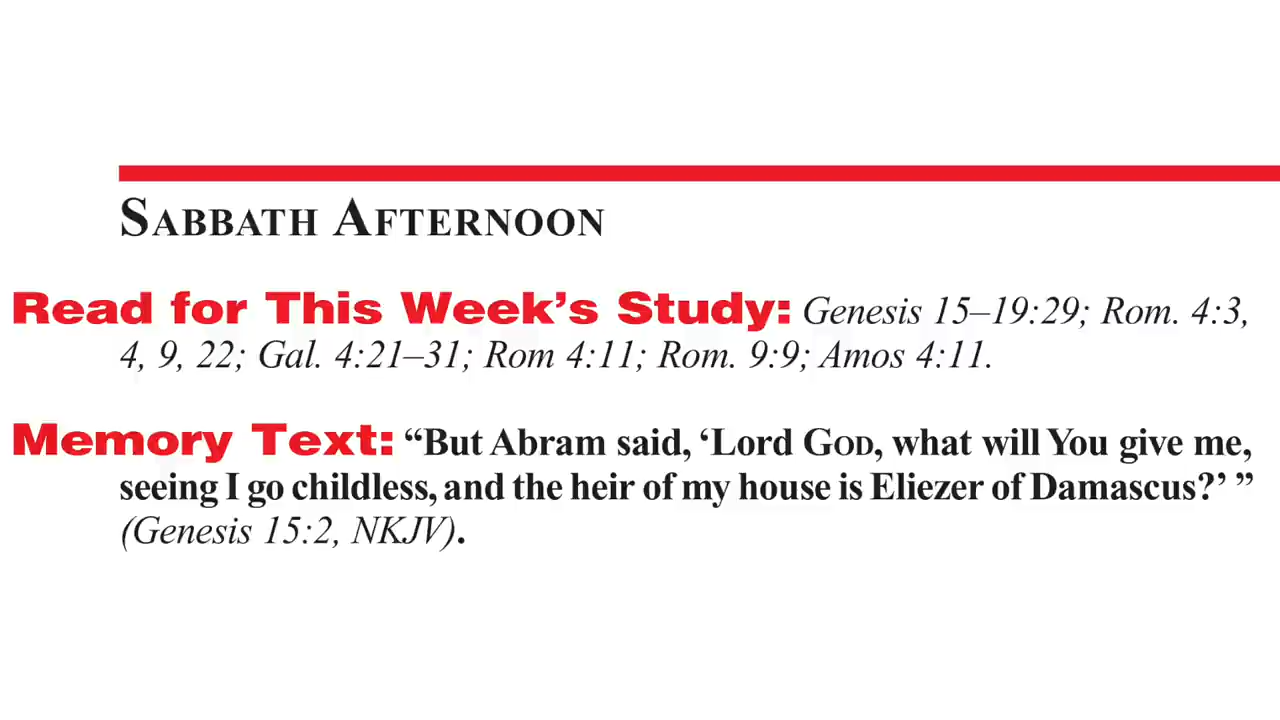 SABBATH AFTERNOON
Read for This Week’s Study: Genesis 15–19:29; Rom. 4:3,
4, 9, 22; Gal. 4:21–31; Rom 4:11; Rom. 9:9; Amos 4:11.
Memory Text: “But Abram said, ‘Lord GOD, what will You give me,
seeing I go childless, and the heir of my house is Eliezer of Damascus?’ ”
(Genesis 15:2, NKJV).